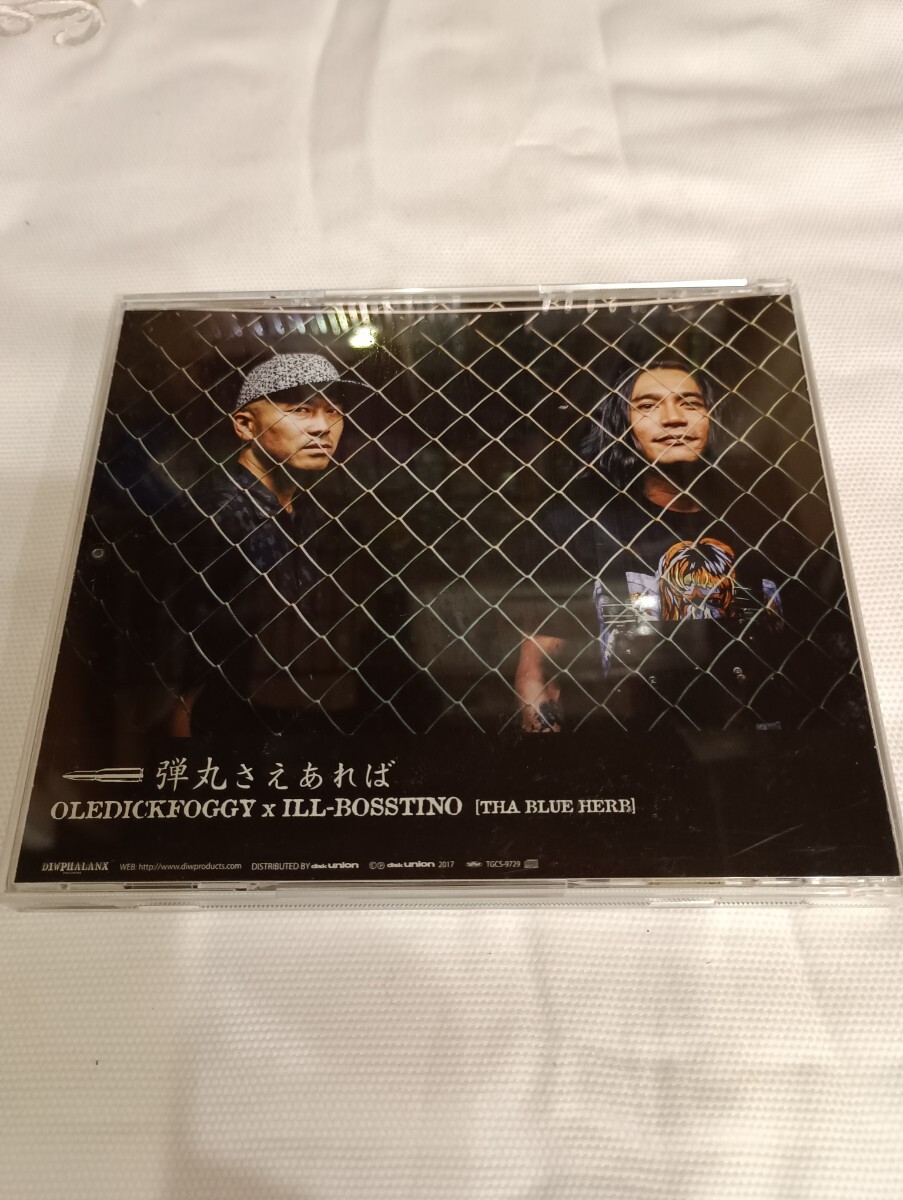 弾丸さえあれば
OLEDICKFOGGY x ILL-BOSSTINO [THA BLUE HERB]
DIWPHALANX WEB: http://www.diwproducts.com DISTRIBUTED BY disk union ©℗ disk union 2017 TGCS-9729